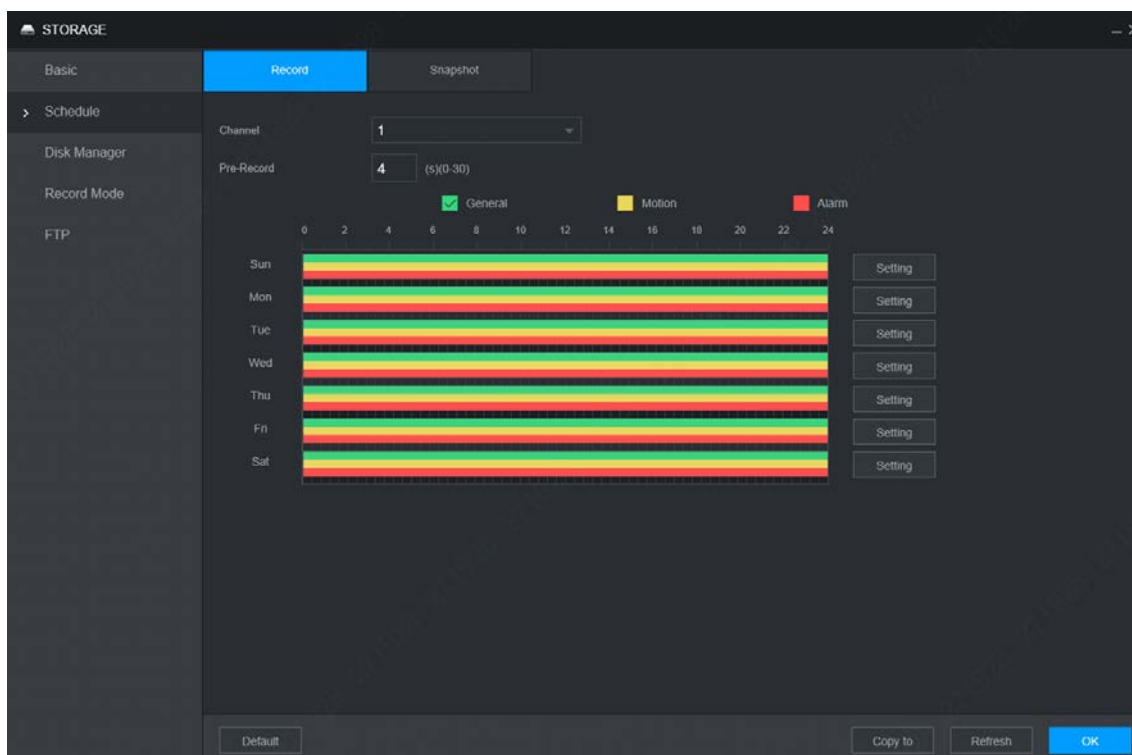 STORAGE
Basic
Record Snapshot
Schedule
Channel 1
Disk Manager
Pre-Record 4 (s)(0-30)
Record Mode
General Motion Alarm
FTP
0 2 4 6 8 10 12 14 16 18 20 22 24
Sun Setting
Mon Setting
Tue Setting
Wed Setting
Thu Setting
Fri Setting
Sat Setting
Default Copy to Refresh OK